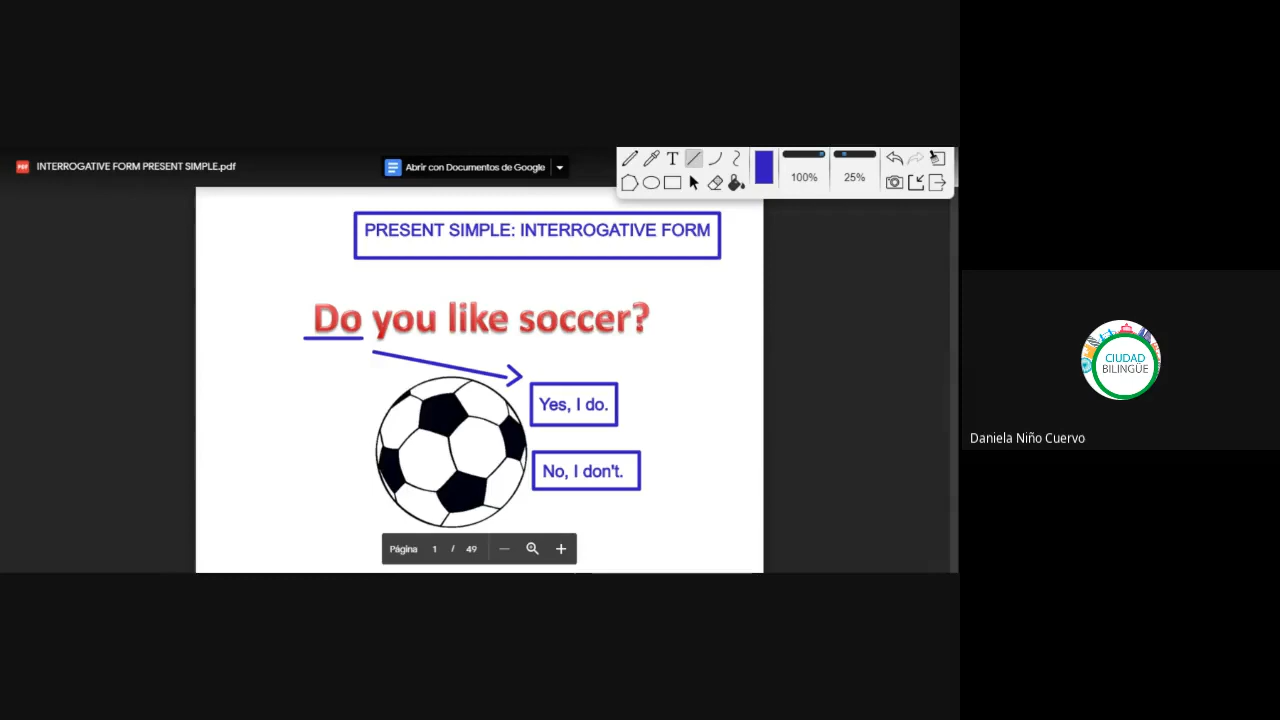 INTERROGATIVE FORM PRESENT SIMPLE.pdf
Abrir con Documentos de Google
T
100%
25%
PRESENT SIMPLE: INTERROGATIVE FORM
Do you like soccer?
Yes, I do.
No, I don't.
Página 1 / 49
CIUDAD
BILINGÜE
Daniela Niño Cuervo